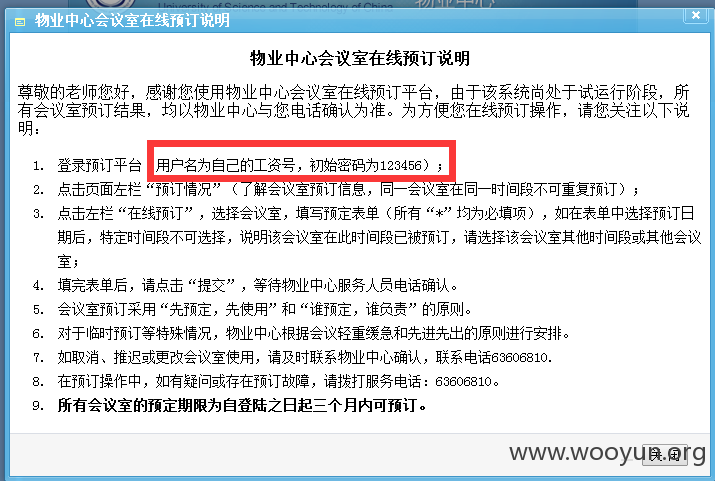 University of Science and Technology of China
物业中心会议室在线预订说明
物业中心会议室在线预订说明
尊敬的老师您好，感谢您使用物业中心会议室在线预订平台，由于该系统尚处于试运行阶段，所
有会议室预订结果，均以物业中心与您电话确认为准。为方便您在线预订操作，请您关注以下说
明：
1. 登录预订平台 用户名为自己的工资号，初始密码为123456）；
2. 点击页面左栏“预订情况”（了解会议室预订信息，同一会议室在同一时间段不可重复预订）；
3. 点击左栏“在线预订”，选择会议室，填写预定表单（所有“*”均为必填项），如在表单中选择预订日
期后，特定时间段不可选择，说明该会议室在此时间段已被预订，请选择该会议室其他时间段或其他会议
室；
4. 填完表单后，请点击“提交”，等待物业中心服务人员电话确认。
5. 会议室预订采用“先预定，先使用”和“谁预定，谁负责”的原则。
6. 对于临时预订等特殊情况，物业中心根据会议轻重缓急和先进先出的原则进行安排。
7. 如取消、推迟或更改会议室使用，请及时联系物业中心确认，联系电话63606810.
8. 在预订操作中，如有疑问或存在预订故障，请拨打服务电话：63606810。
9. 所有会议室的预定期限为自登陆之日起三个月内可预订。
www.wooyun.org
关闭